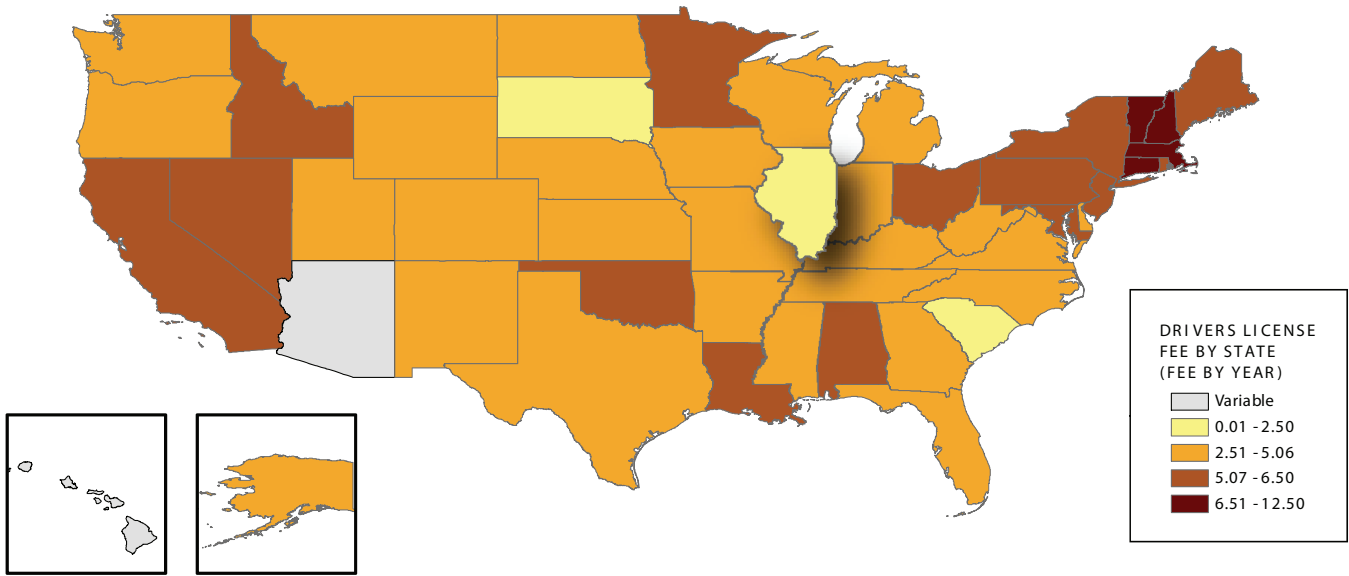 DRIVERS LICENSE
FEE BY STATE
(FEE BY YEAR)
Variable
0.01 - 2.50
2.51 - 5.06
5.07 - 6.50
6.51 - 12.50